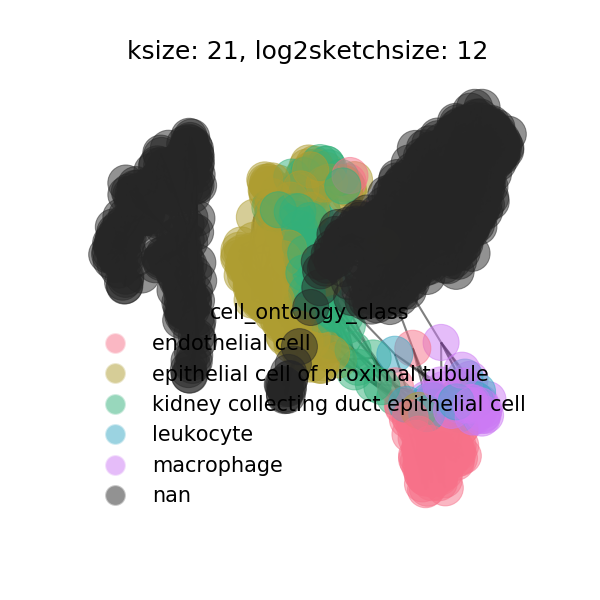 ksize: 21, log2sketchsize: 12
cell_ontology_class
endothelial cell
epithelial cell of proximal tubule
kidney collecting duct epithelial cell
leukocyte
macrophage
nan